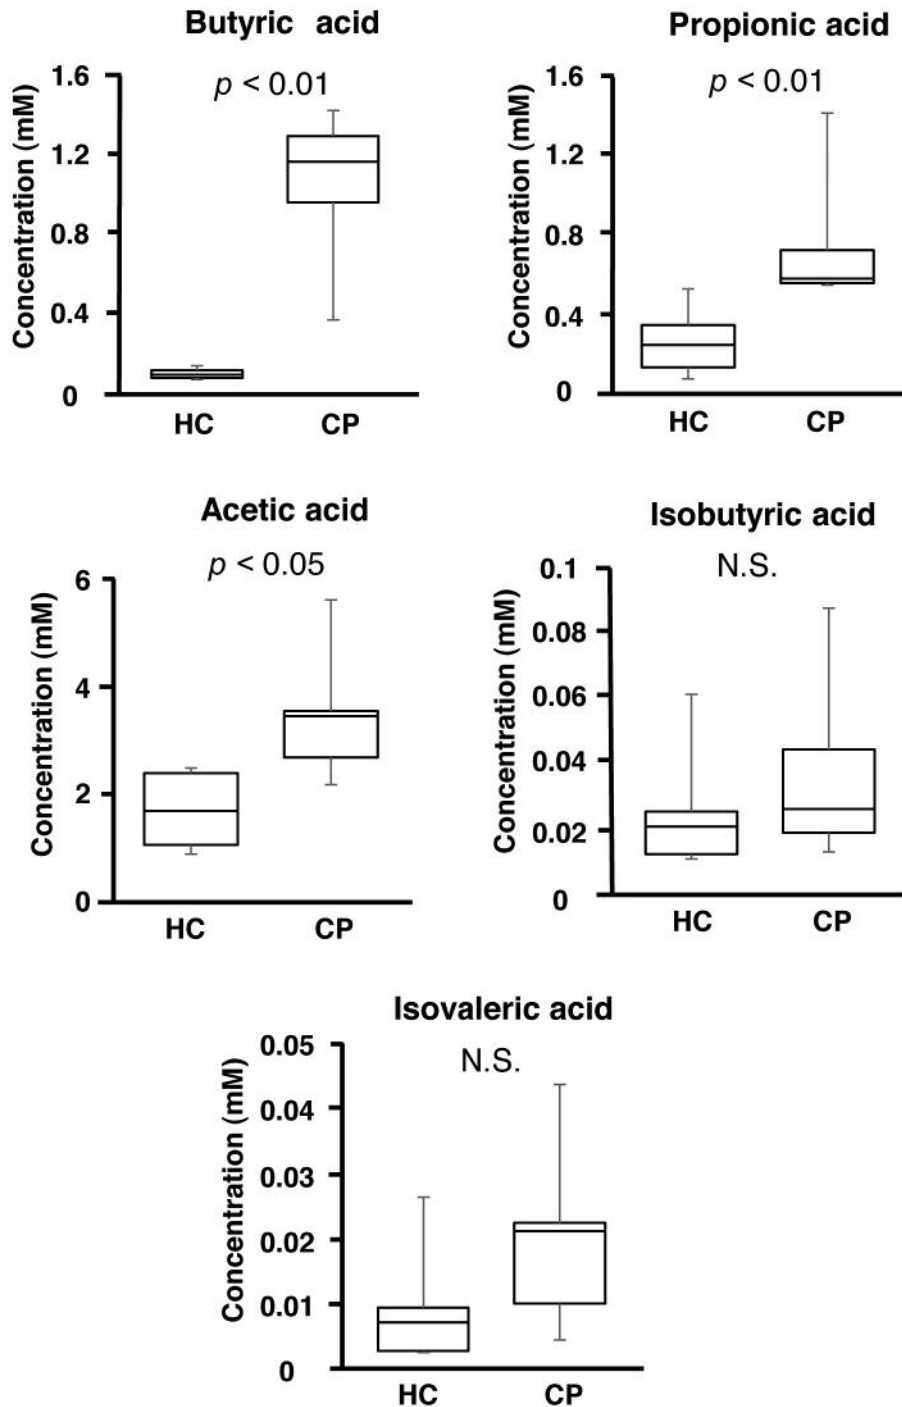 Butyric acid
p < 0.01
Concentration (mM)
1.6
1.2
0.8
0.4
0
HC CP
Propionic acid
p < 0.01
Concentration (mM)
1.6
1.2
0.8
0.4
0
HC CP
Acetic acid
p < 0.05
Concentration (mM)
6
4
2
0
HC CP
Isobutyric acid
N.S.
Concentration (mM)
0.1
0.08
0.06
0.04
0.02
0
HC CP
Isovaleric acid
N.S.
Concentration (mM)
0.05
0.04
0.03
0.02
0.01
0
HC CP